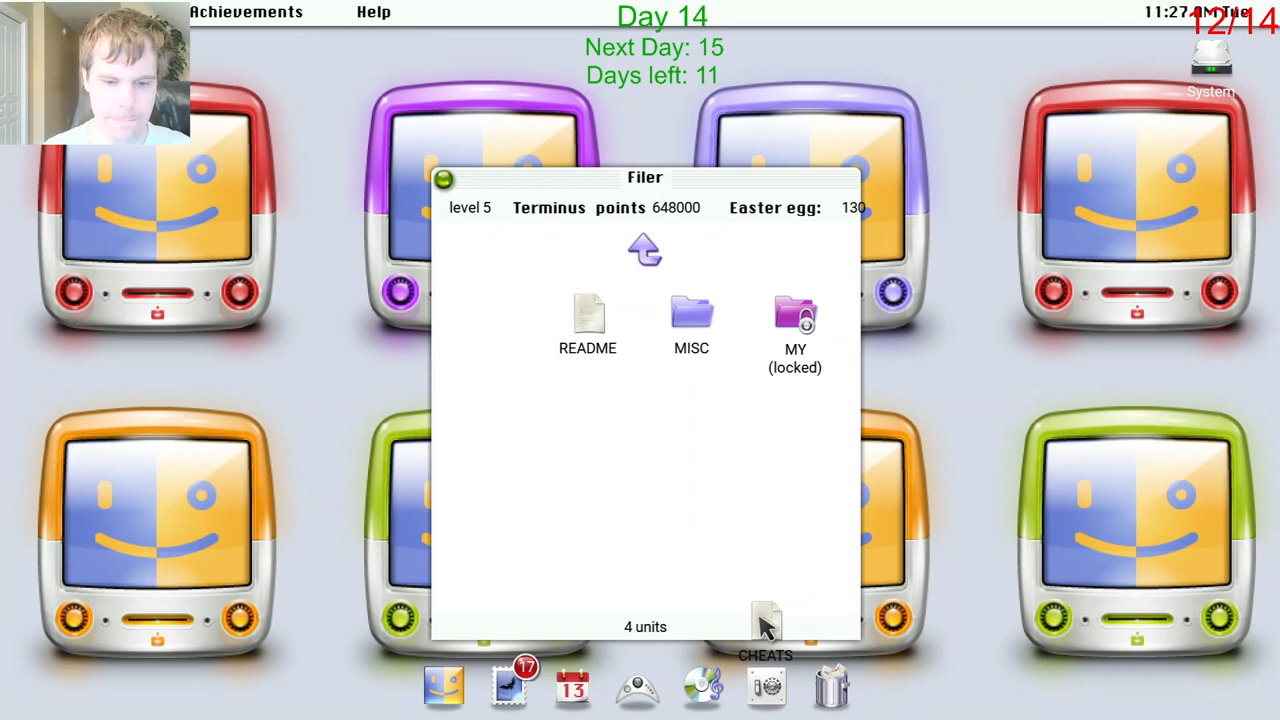 Achievements Help
Day 14
11:27 AM Tue
12/14
Next Day: 15
Days left: 11
System
Filer
level 5 Terminus points 648000 Easter egg: 130
README
MISC
MY
(locked)
4 units
CHEATS
17
13